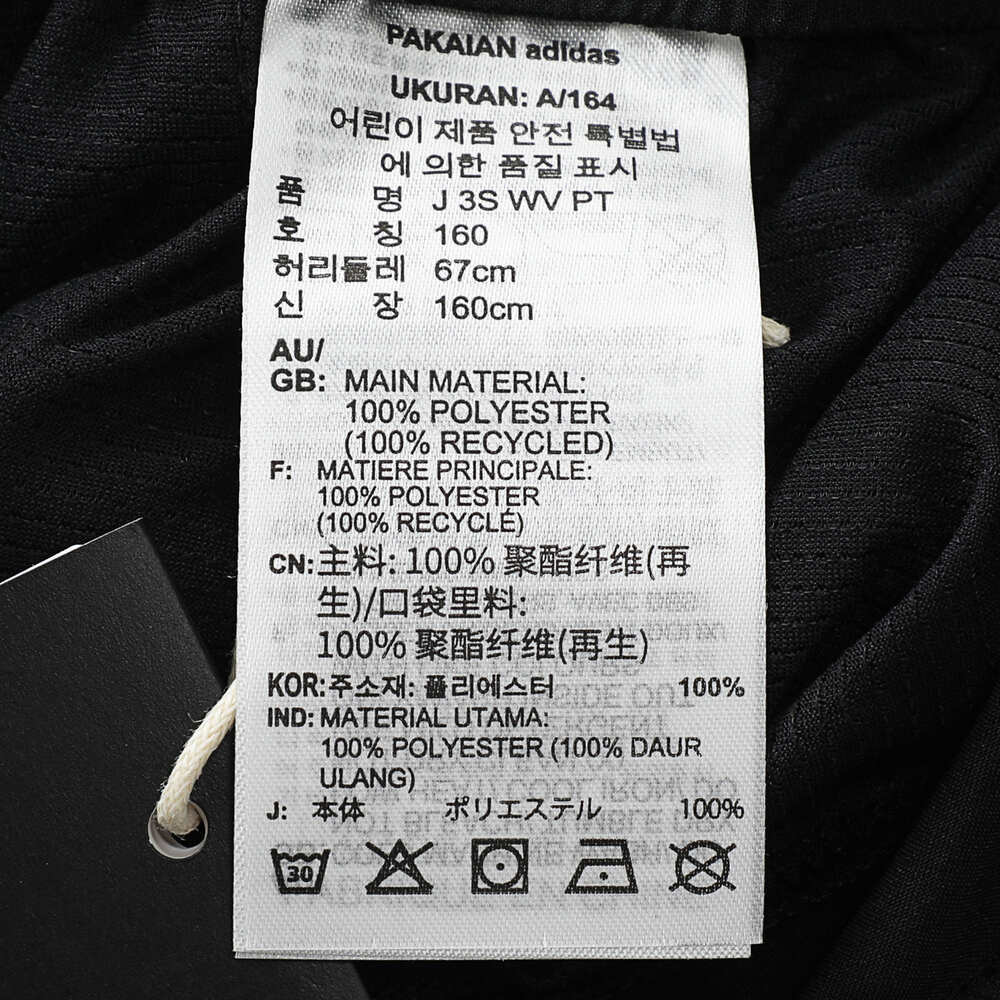 PAKAIAN adidas
UKURAN: A/164
어린이 제품 안전 특별법
에 의한 품질 표시
품 명 J 3S WV PT
호 칭 160
허리둘레 67cm
신 장 160cm
AU/
GB: MAIN MATERIAL:
100% POLYESTER
(100% RECYCLED)
F: MATIERE PRINCIPALE:
100% POLYESTER
(100% RECYCLÉ)
CN:主料: 100% 聚酯纤维(再
生)/口袋里料:
100% 聚酯纤维(再生)
KOR:주소재: 폴리에스터 100%
IND: MATERIAL UTAMA:
100% POLYESTER (100% DAUR
ULANG)
J: 本体 ポリエステル 100%
30